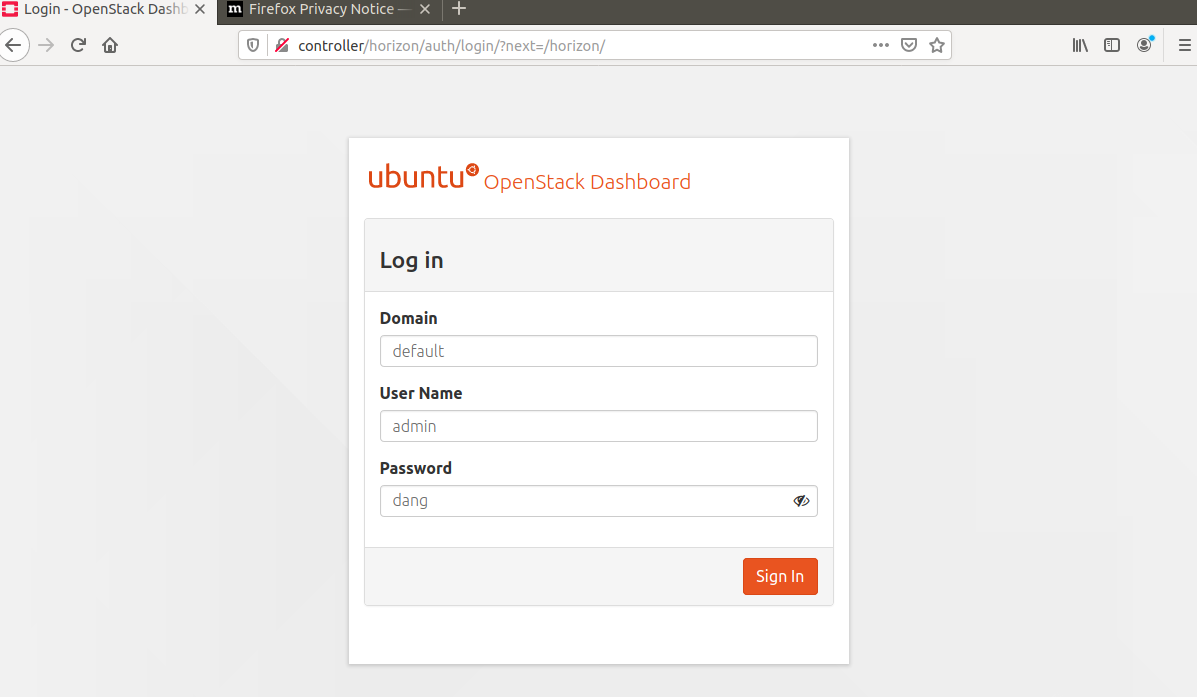 Login - OpenStack Dashb
Firefox Privacy Notice —
controller/horizon/auth/login/?next=/horizon/
ubuntu OpenStack Dashboard
Log in
Domain
default
User Name
admin
Password
dang
Sign In